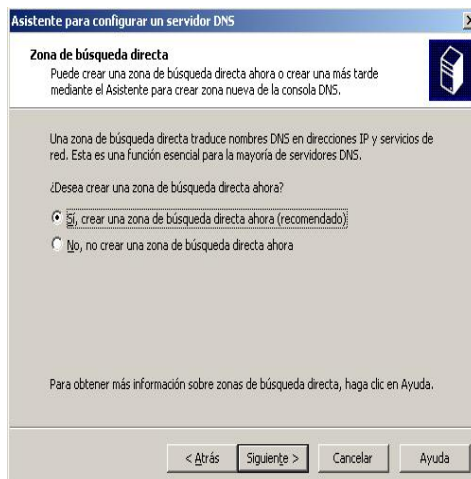 Asistente para configurar un servidor DNS
Zona de búsqueda directa
Puede crear una zona de búsqueda directa ahora o crear una más tarde
mediante el Asistente para crear zona nueva de la consola DNS.
Una zona de búsqueda directa traduce nombres DNS en direcciones IP y servicios de
red. Esta es una función esencial para la mayoría de servidores DNS.
¿Desea crear una zona de búsqueda directa ahora?
Sí, crear una zona de búsqueda directa ahora (recomendado)
No, no crear una zona de búsqueda directa ahora
Para obtener más información sobre zonas de búsqueda directa, haga clic en Ayuda.
< Atrás Siguiente > Cancelar Ayuda